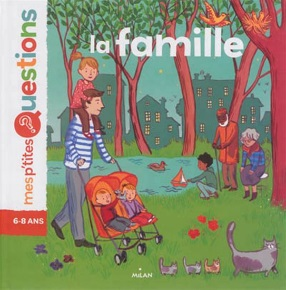 la famille
mes p'tites
Questions
6-8 ANS
MILAN